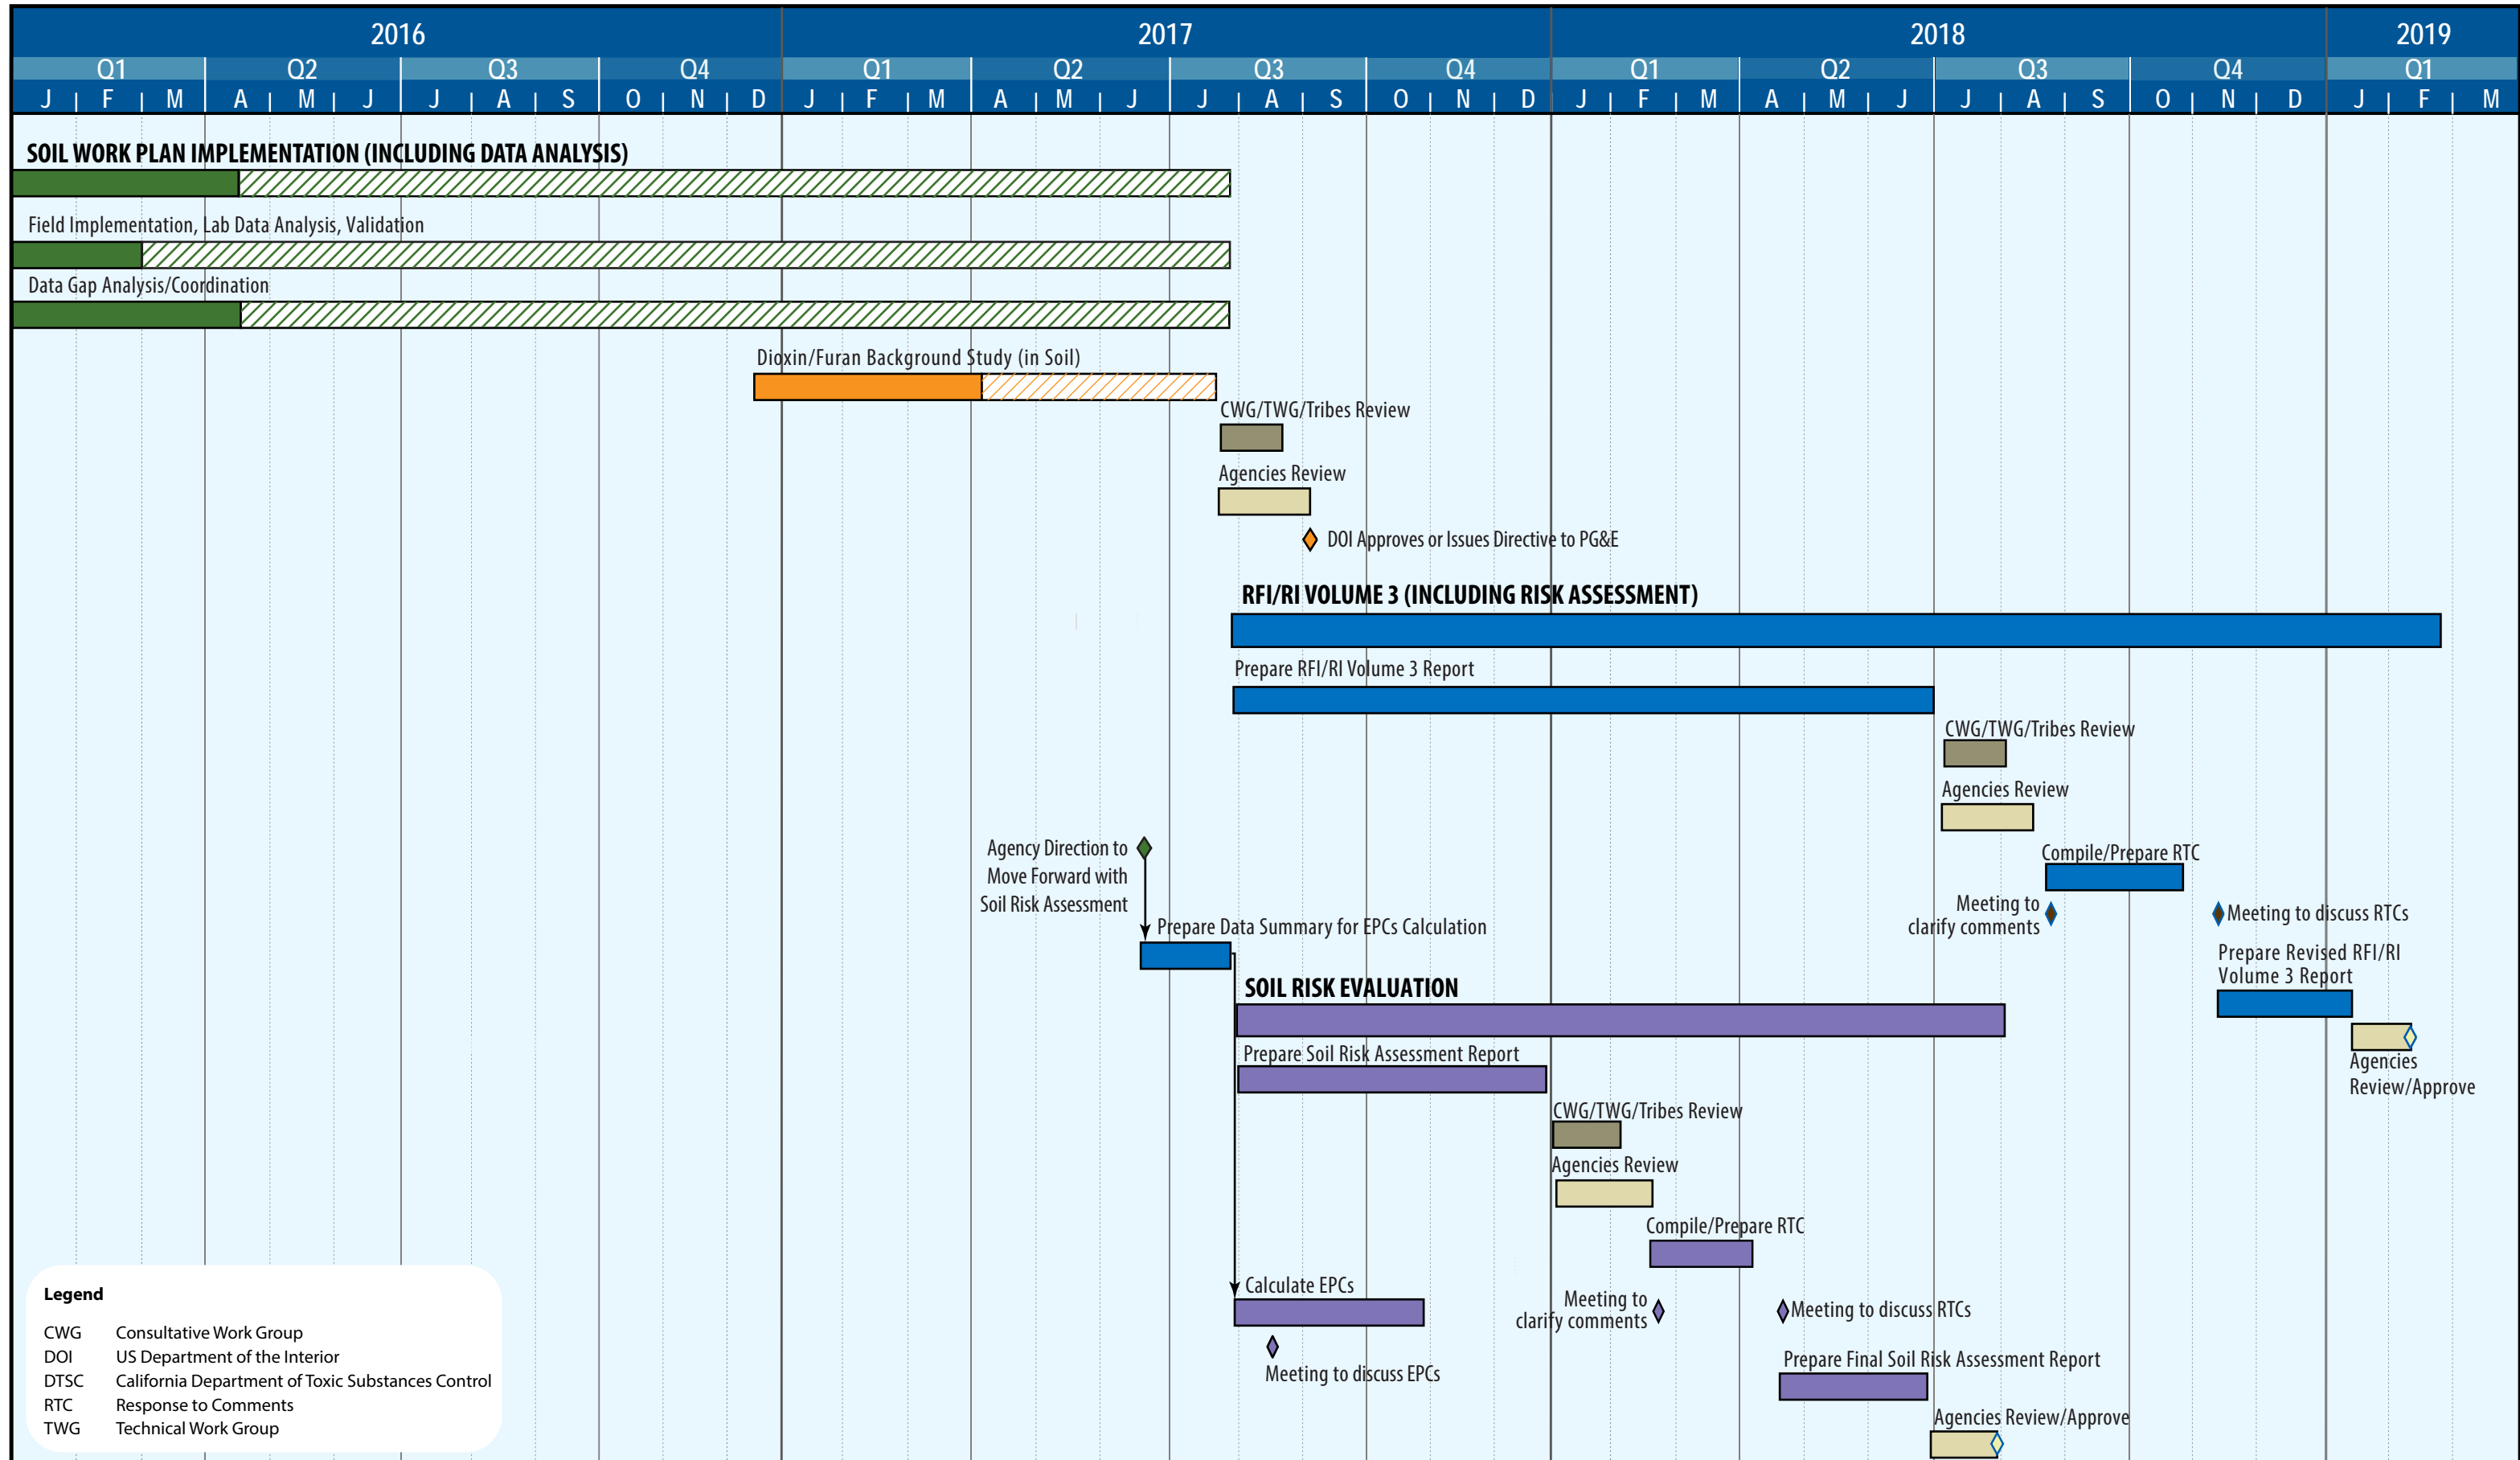 2016 2017 2018 2019
Q1 Q2 Q3 Q4 Q1 Q2 Q3 Q4 Q1 Q2 Q3 Q4 Q1
J F M A M J J A S O N D J F M A M J J A S O N D J F M A M J J A S O N D J F M
SOIL WORK PLAN IMPLEMENTATION (INCLUDING DATA ANALYSIS)
Field Implementation, Lab Data Analysis, Validation
Data Gap Analysis/Coordination
Dioxin/Furan Background Study (in Soil)
CWG/TWG/Tribes Review
Agencies Review
DOI Approves or Issues Directive to PG&E
RFI/RI VOLUME 3 (INCLUDING RISK ASSESSMENT)
Prepare RFI/RI Volume 3 Report
CWG/TWG/Tribes Review
Agencies Review
Agency Direction to
Move Forward with
Soil Risk Assessment
Compile/Prepare RTC
Meeting to
clarify comments
Meeting to discuss RTCs
Prepare Data Summary for EPCs Calculation
Prepare Revised RFI/RI
Volume 3 Report
SOIL RISK EVALUATION
Prepare Soil Risk Assessment Report
Agencies
Review/Approve
CWG/TWG/Tribes Review
Agencies Review
Compile/Prepare RTC
Calculate EPCs
Meeting to
clarify comments
Meeting to discuss RTCs
Meeting to discuss EPCs
Prepare Final Soil Risk Assessment Report
Agencies Review/Approve
Legend
CWG Consultative Work Group
DOI US Department of the Interior
DTSC California Department of Toxic Substances Control
RTC Response to Comments
TWG Technical Work Group